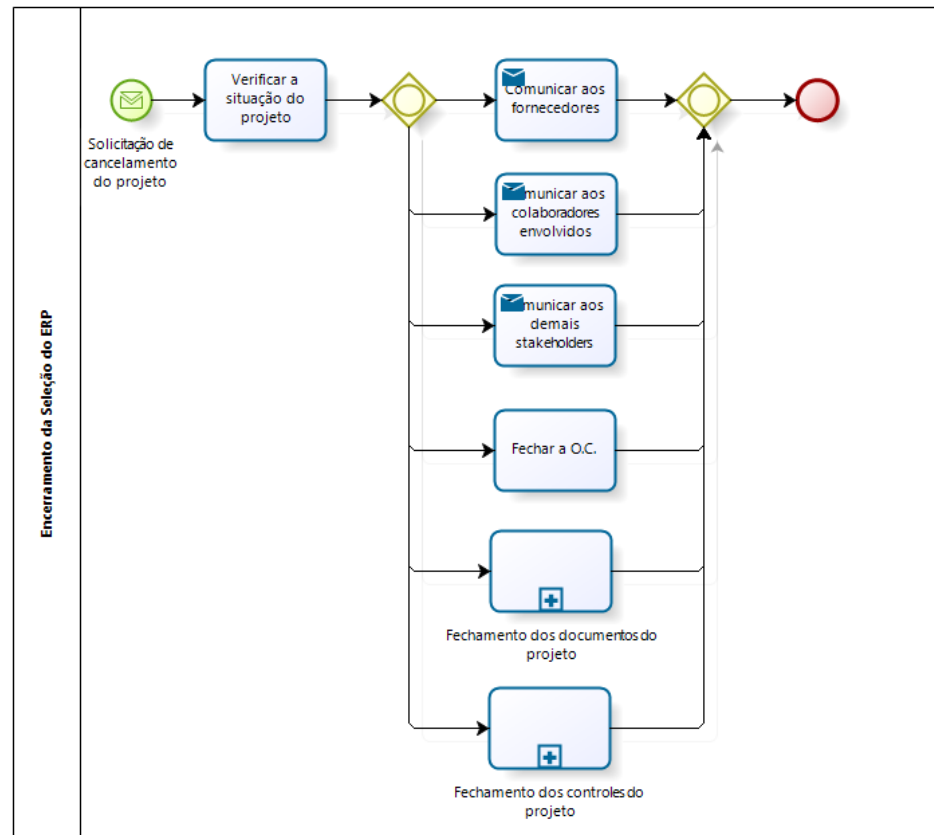 Encerramento da Seleção do ERP
Solicitação de
cancelamento
do projeto
Verificar a
situação do
projeto
Comunicar aos
fornecedores
municar aos
colaboradores
envolvidos
municar aos
demais
stakeholders
Fechar a O.C.
Fechamento dos documentos do
projeto
Fechamento dos controles do
projeto